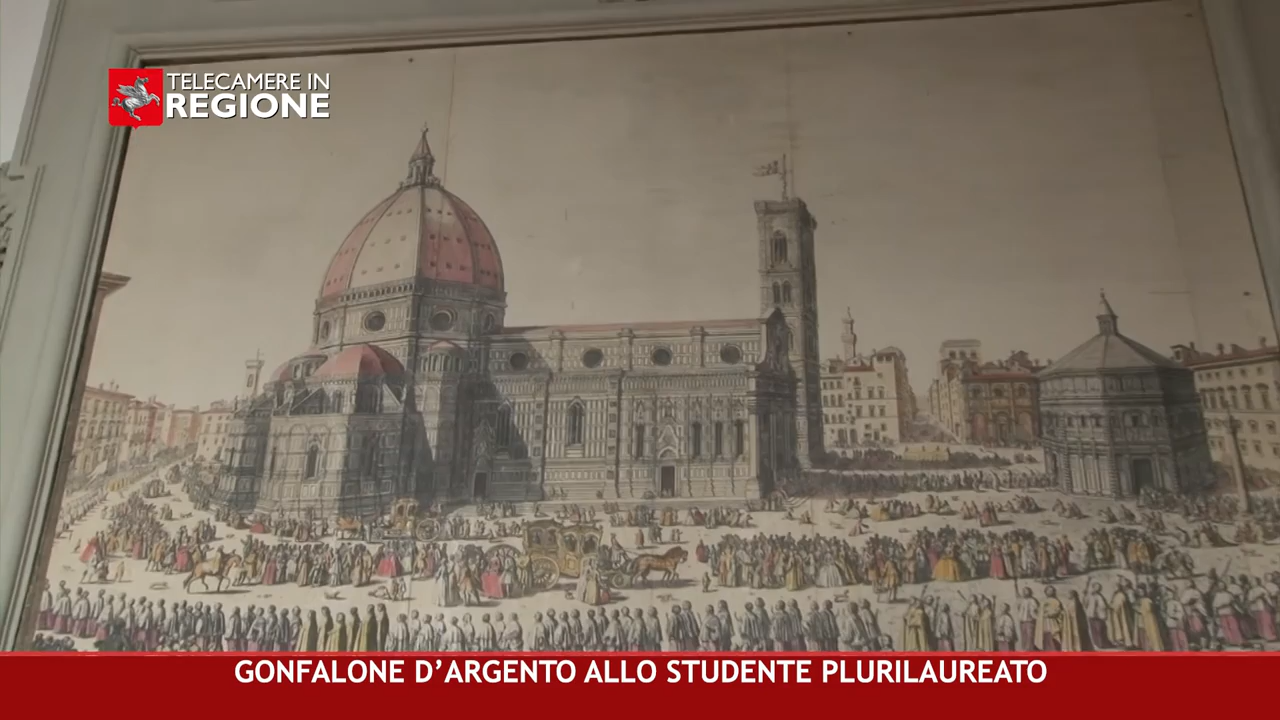 TELECAMERE IN
REGIONE
GONFALONE D'ARGENTO ALLO STUDENTE PLURILAUREATO